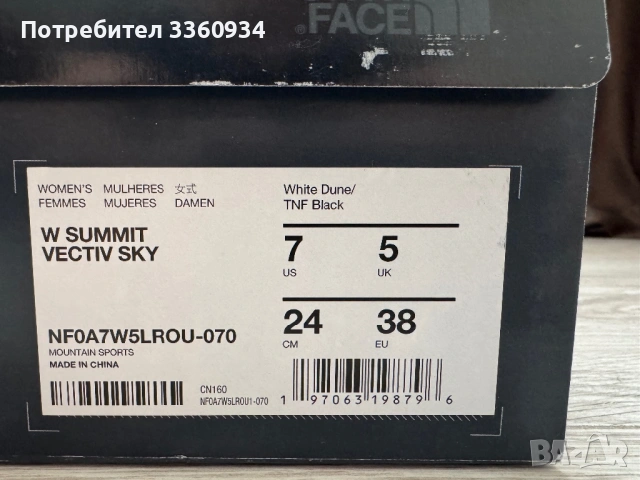 Потребител 3360934
FACE
®
WOMEN'S MULHERES 女式
FEMMES MUJERES DAMEN
White Dune/
TNF Black
W SUMMIT
VECTIV SKY
7 5
US UK
24 38
CM EU
NF0A7W5LROU-070
MOUNTAIN SPORTS
MADE IN CHINA
CN160
NF0A7W5LROU1-070
1 97063 19879 6
BAZAR